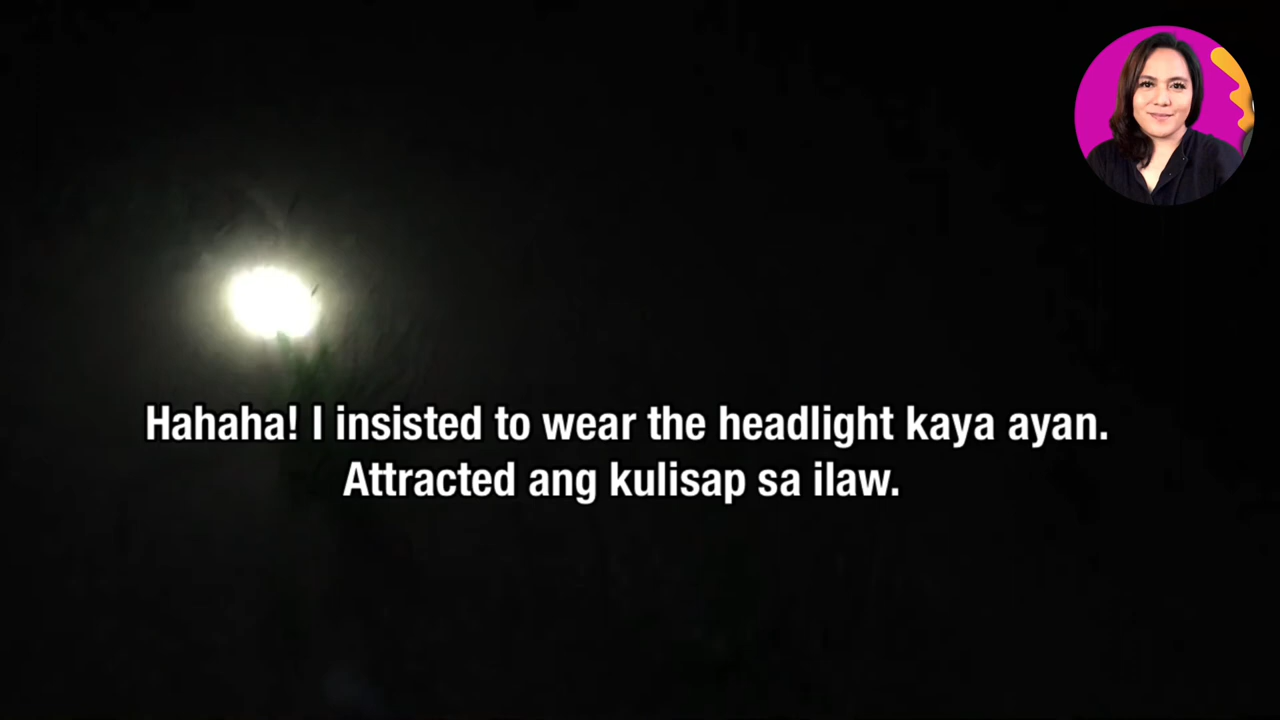 Hahaha! I insisted to wear the headlight kaya ayan.
Attracted ang kulisap sa ilaw.